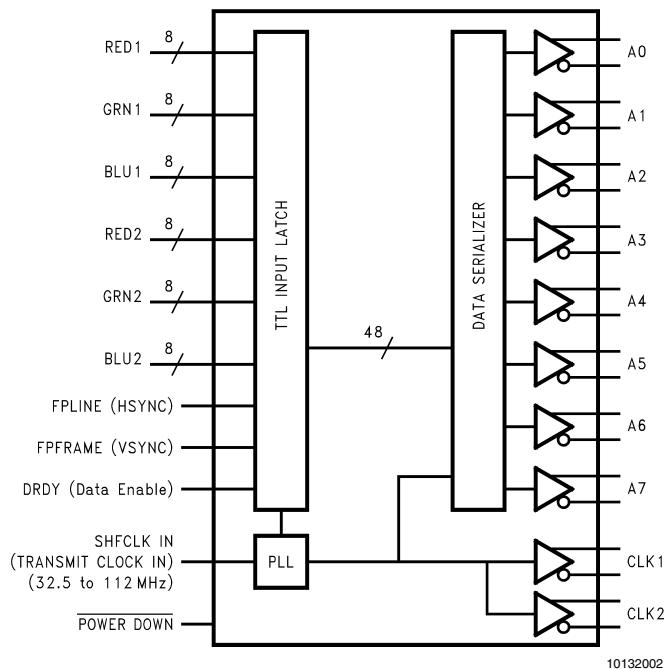 RED1
8
GRN1
8
BLU1
8
RED2
8
GRN2
8
BLU2
8
FPLINE (HSYNC)
FPFRAME (VSYNC)
DRDY (Data Enable)
SHFCLK IN
(TRANSMIT CLOCK IN)
(32.5 to 112 MHz)
POWER DOWN
TTL INPUT LATCH
PLL
48
DATA SERIALIZER
A0
A1
A2
A3
A4
A5
A6
A7
CLK1
CLK2
10132002